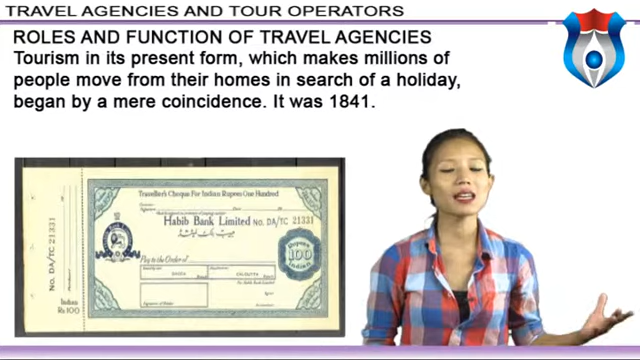 TRAVEL AGENCIES AND TOUR OPERATORS
ROLES AND FUNCTION OF TRAVEL AGENCIES
Tourism in its present form, which makes millions of
people move from their homes in search of a holiday,
began by a mere coincidence. It was 1841.
Traveller's Cheque For Indian Rupees One Hundred
Habib Bank Limited No. DA/TC 21331
Pay to the Order of
Rupees
100
Indian
No. DA/TC 21331
Indian
Rs 100